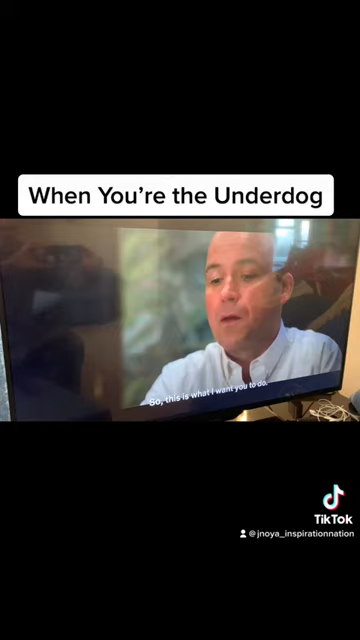 When You’re the Underdog
So, this is what I want you to do.
TikTok
@jnoya_inspirationnation